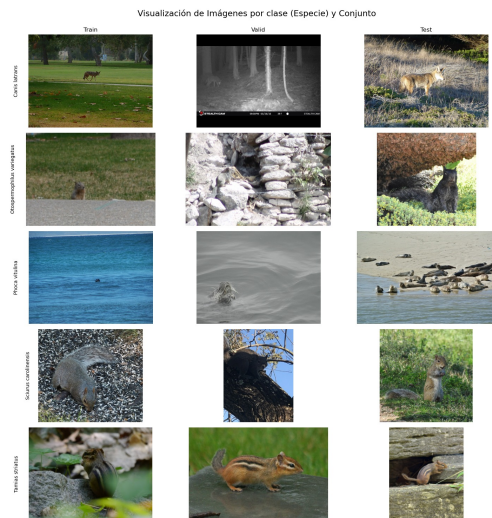 Visualización de Imágenes por clase (Especie) y Conjunto
Train
Valid
Test
Canis latrans
Otospermophilus variegatus
Phoca vitulina
Sciurus carolinensis
Tamias striatus